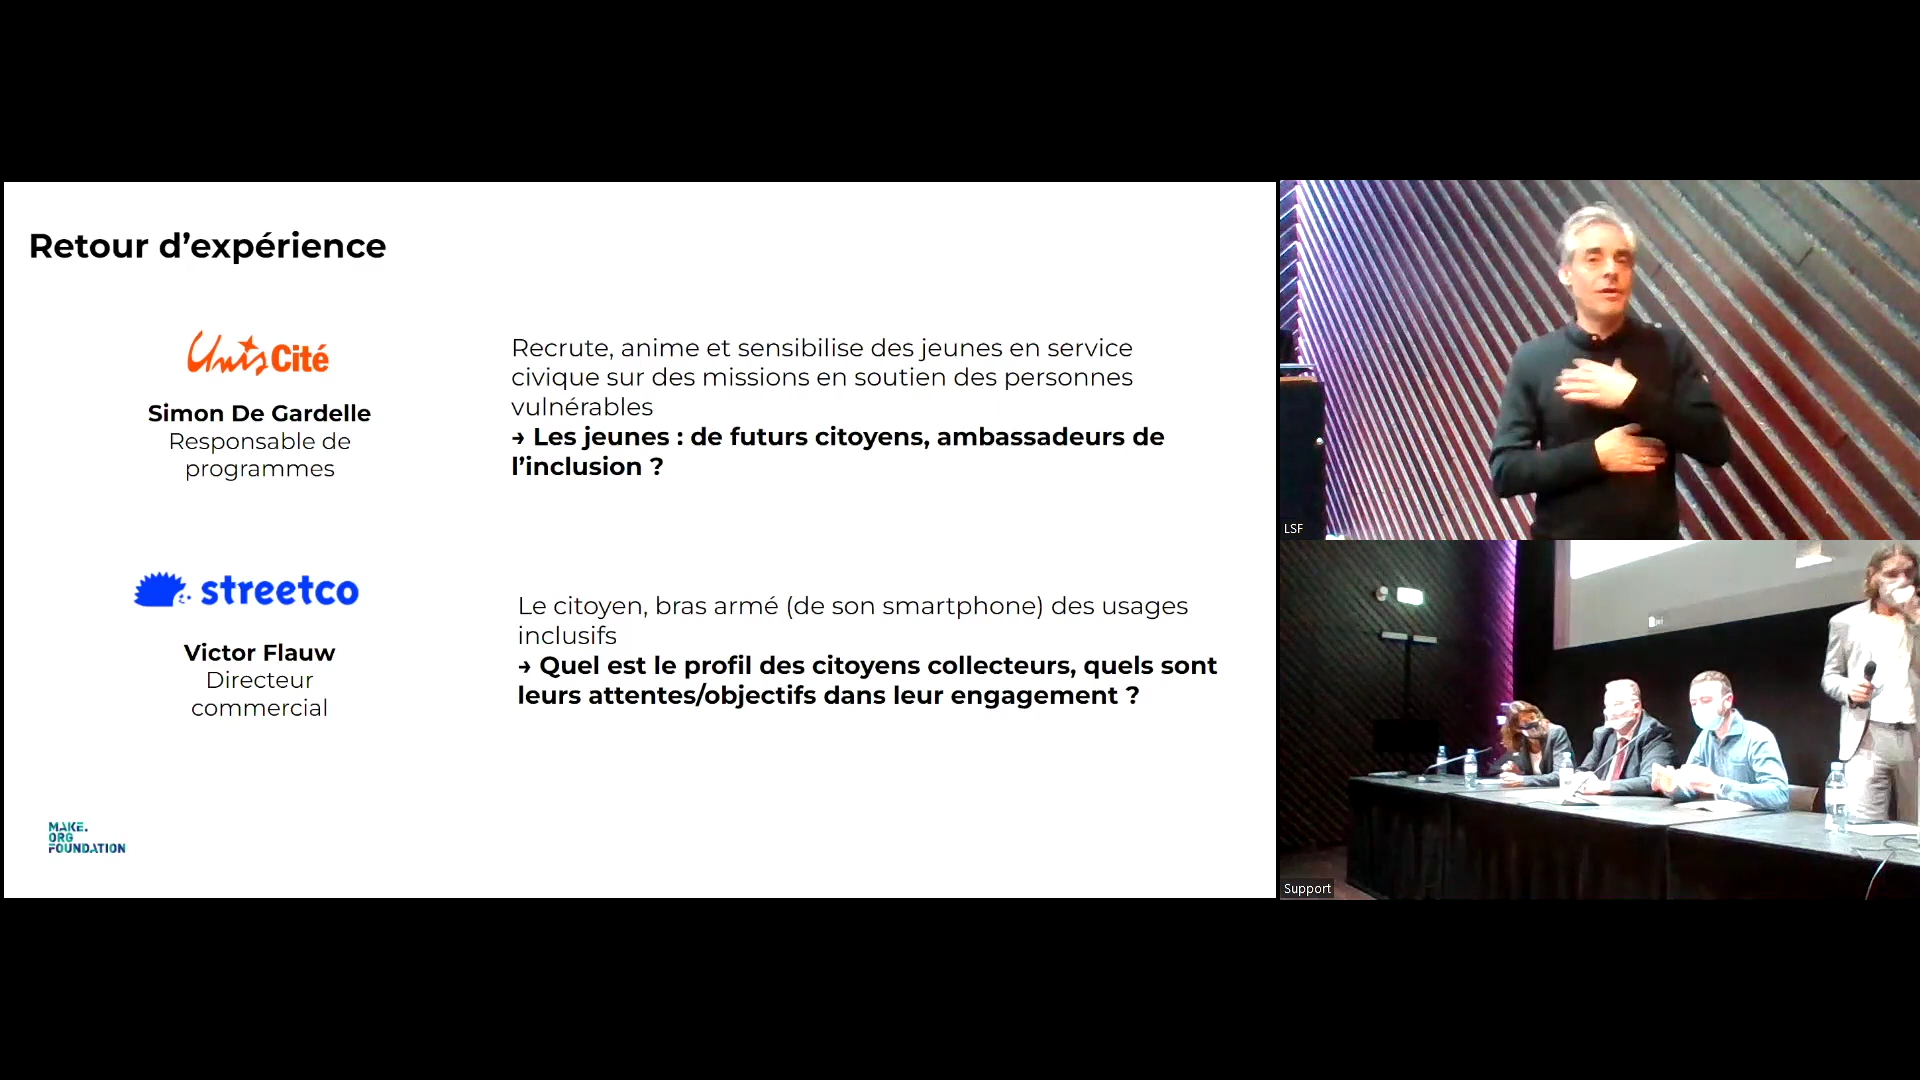 Retour d’expérience
Unis Cité
Simon De Gardelle
Responsable de
programmes
Recrute, anime et sensibilise des jeunes en service
civique sur des missions en soutien des personnes
vulnérables
→ Les jeunes : de futurs citoyens, ambassadeurs de
l’inclusion ?
streetco
Victor Flauw
Directeur
commercial
Le citoyen, bras armé (de son smartphone) des usages
inclusifs
→ Quel est le profil des citoyens collecteurs, quels sont
leurs attentes/objectifs dans leur engagement ?
MAKE.
ORG
FOUNDATION
LSF
Support